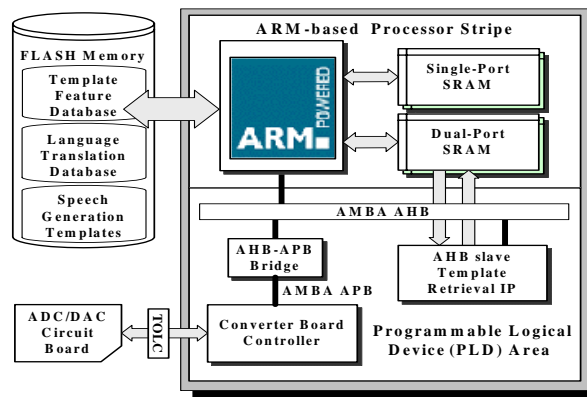 FLASH Memory
Template
Feature
Database
Language
Translation
Database
Speech
Generation
Templates
ARM-based Processor Stripe
ARM
POWERED
Single-Port
SRAM
Dual-Port
SRAM
AMBA AHB
AHB-APB
Bridge
AMBA APB
AHB slave
Template
Retrieval IP
ADC/DAC
Circuit
Board
TOLC
Converter Board
Controller
Programmable Logical
Device (PLD) Area